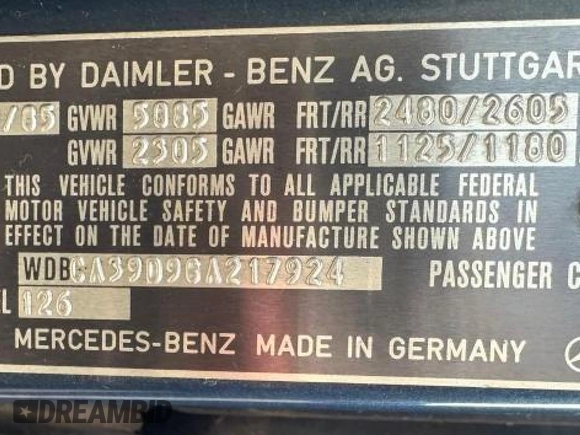 D BY DAIMLER - BENZ AG. STUTTGAR
/85 GVWR 5085 GAWR FRT/RR 2480/2605
GVWR 2305 GAWR FRT/RR 1125/1180
THIS VEHICLE CONFORMS TO ALL APPLICABLE FEDERAL
MOTOR VEHICLE SAFETY AND BUMPER STANDARDS IN
EFFECT ON THE DATE OF MANUFACTURE SHOWN ABOVE
WDBCA39D9GA217924 PASSENGER C
L 126
MERCEDES-BENZ MADE IN GERMANY
DREAMBID